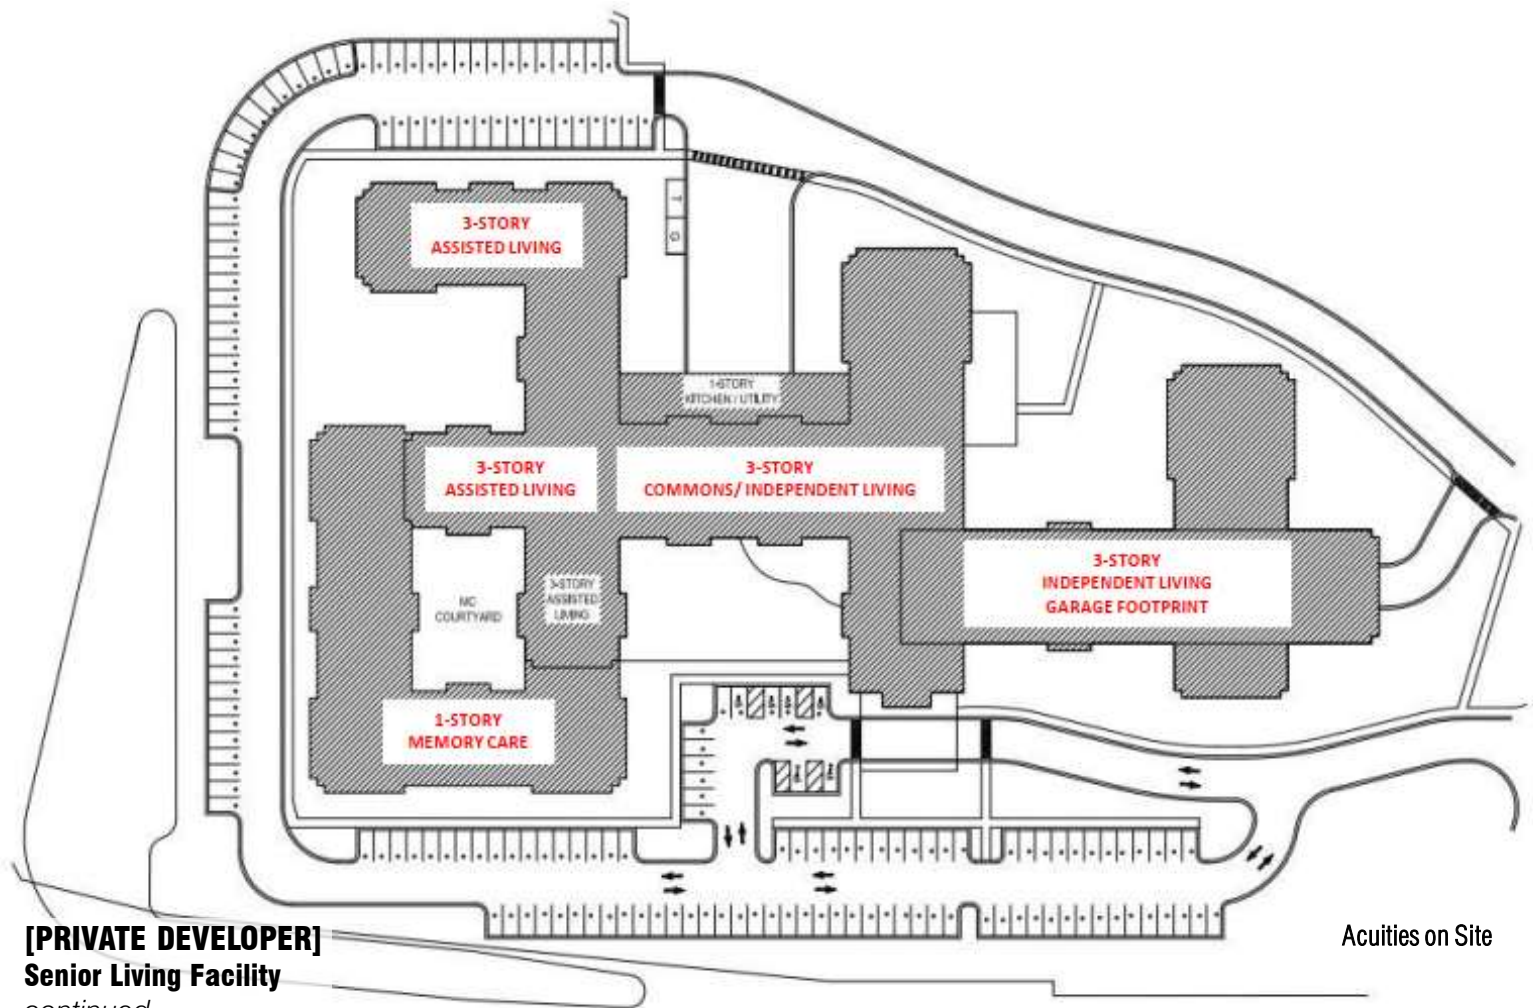 3-STORY
ASSISTED LIVING
T
G
1-STORY
KITCHEN / UTILITY
3-STORY
ASSISTED LIVING
3-STORY
COMMONS/ INDEPENDENT LIVING
3-STORY
INDEPENDENT LIVING
GARAGE FOOTPRINT
3-STORY
ASSISTED
LIVING
MC
COURTYARD
1-STORY
MEMORY CARE
[PRIVATE DEVELOPER]
Senior Living Facility
continued
Acuities on Site